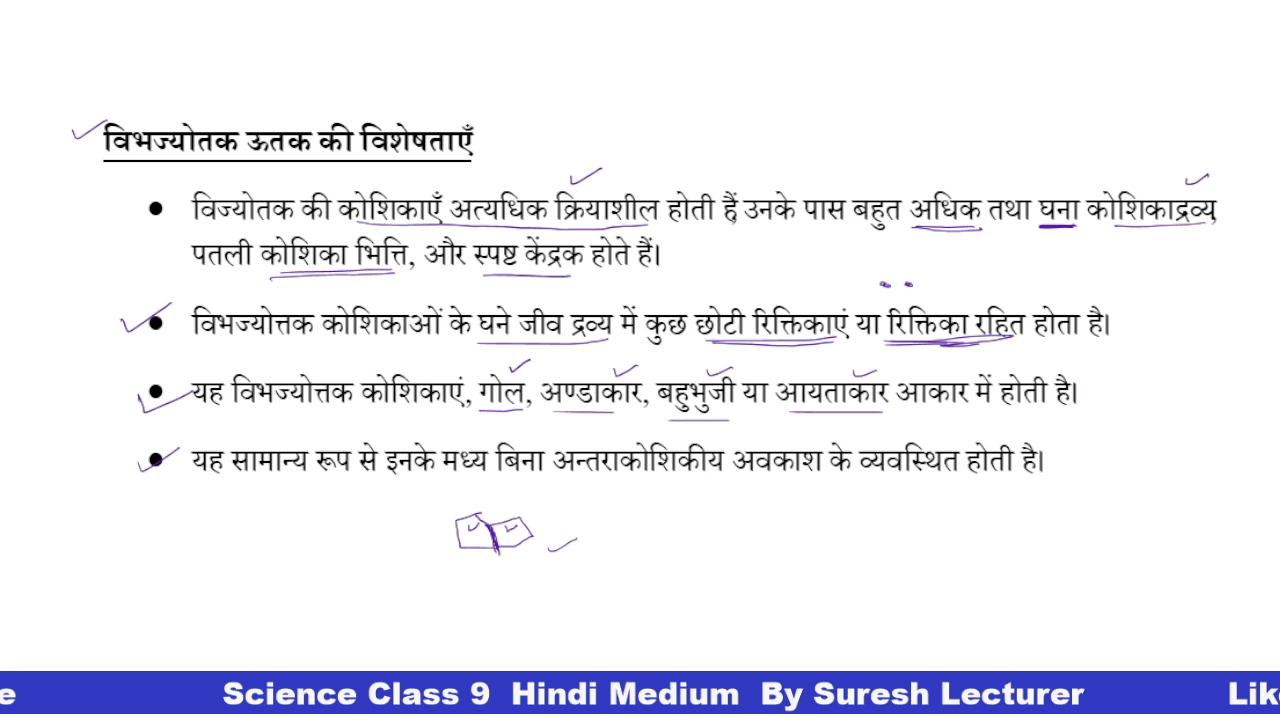 विभज्योतक ऊतक की विशेषताएँ
• विज्योतक की कोशिकाएँ अत्यधिक क्रियाशील होती हैं, उनके पास बहुत अधिक तथा घना कोशिकाद्रव्य,
पतली कोशिका भित्ति, और स्पष्ट केंद्रक होते हैं।
• विभज्योत्तक कोशिकाओं के घने जीव द्रव्य में कुछ छोटी रिक्तिकाएं या रिक्तिका रहित होता है।
• यह विभज्योत्तक कोशिकाएं, गोल, अण्डाकार, बहुभुजी या आयताकार आकार में होती है।
• यह सामान्य रूप से इनके मध्य बिना अन्तराकोशिकीय अवकाश के व्यवस्थित होती है।
e Science Class 9 Hindi Medium By Suresh Lecturer Lik